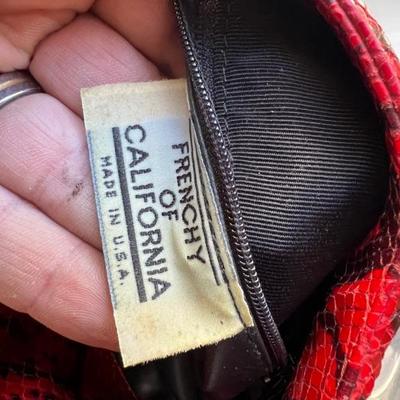 FRENCHY
OF
CALIFORNIA
MADE IN U.S.A.